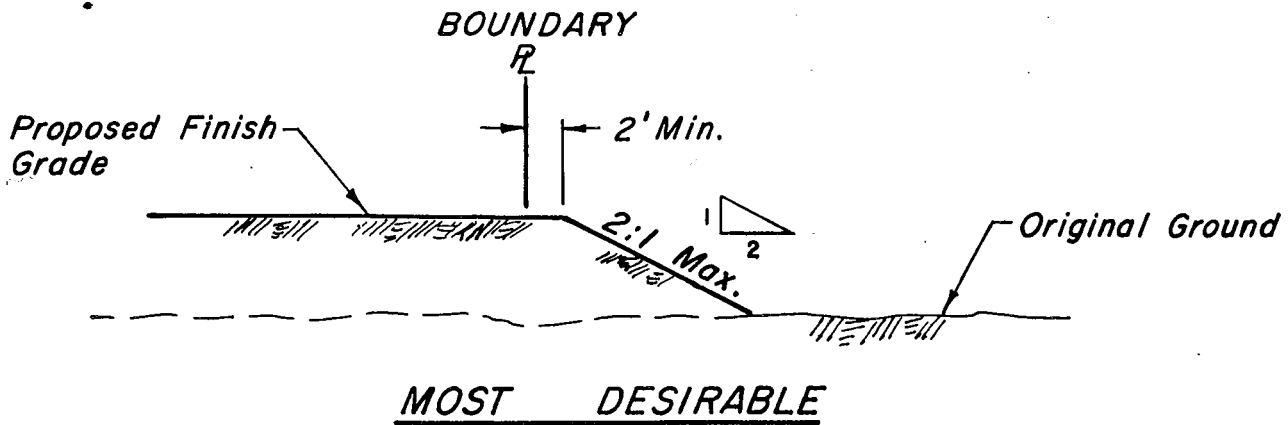 BOUNDARY
PL
Proposed Finish
Grade
2' Min.
2:1 Max.
1
2
Original Ground
MOST DESIRABLE